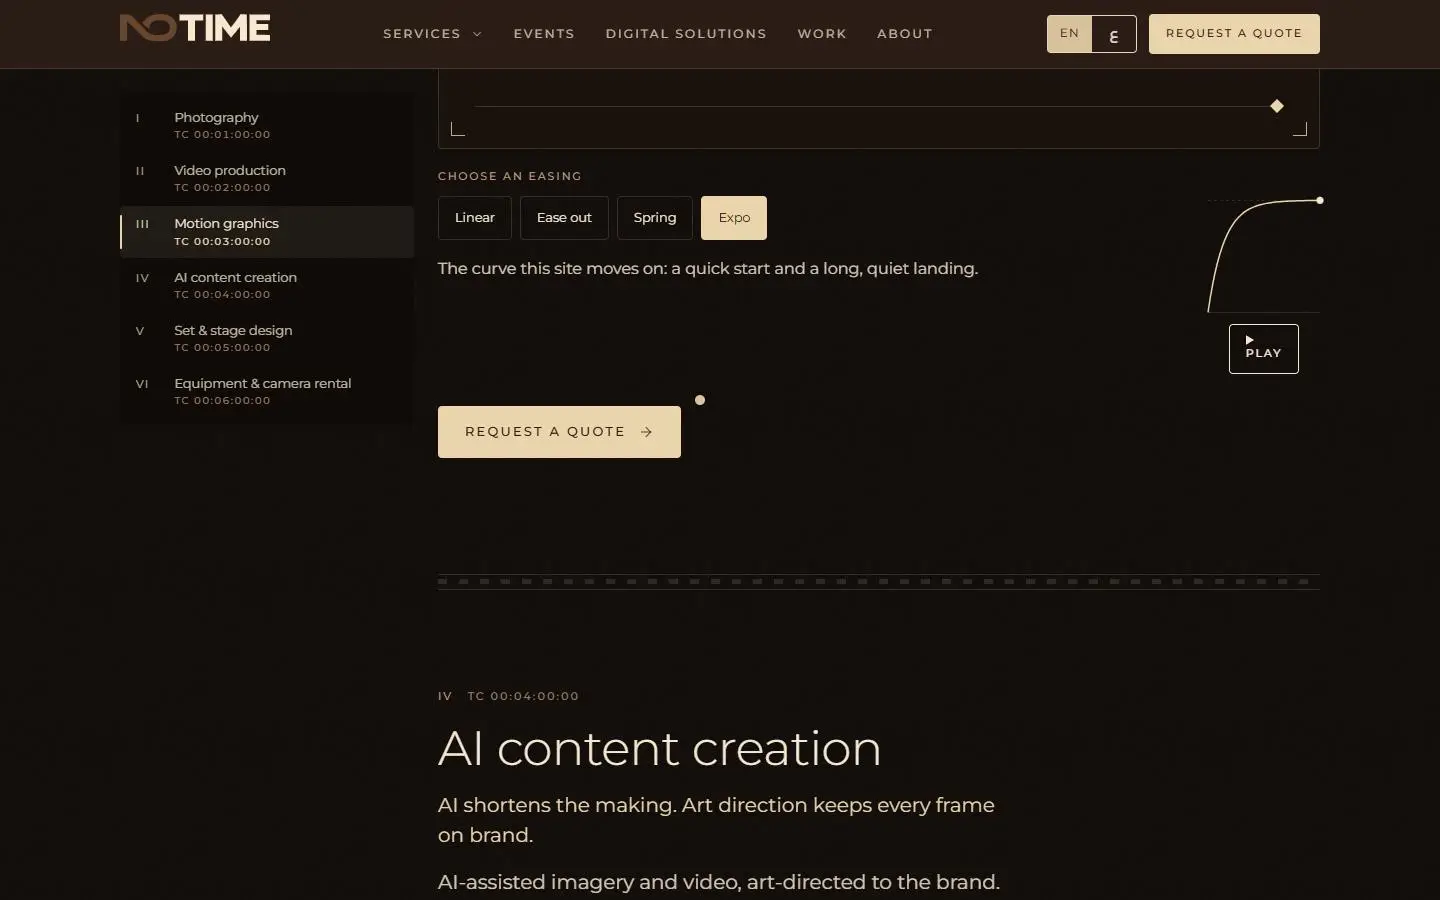 NOTIME
SERVICES
EVENTS
DIGITAL SOLUTIONS
WORK
ABOUT
EN
ع
REQUEST A QUOTE
I Photography
TC 00:01:00:00
II Video production
TC 00:02:00:00
III Motion graphics
TC 00:03:00:00
IV AI content creation
TC 00:04:00:00
V Set & stage design
TC 00:05:00:00
VI Equipment & camera rental
TC 00:06:00:00
CHOOSE AN EASING
Linear
Ease out
Spring
Expo
The curve this site moves on: a quick start and a long, quiet landing.
PLAY
REQUEST A QUOTE
IV TC 00:04:00:00
AI content creation
AI shortens the making. Art direction keeps every frame
on brand.
AI-assisted imagery and video, art-directed to the brand.